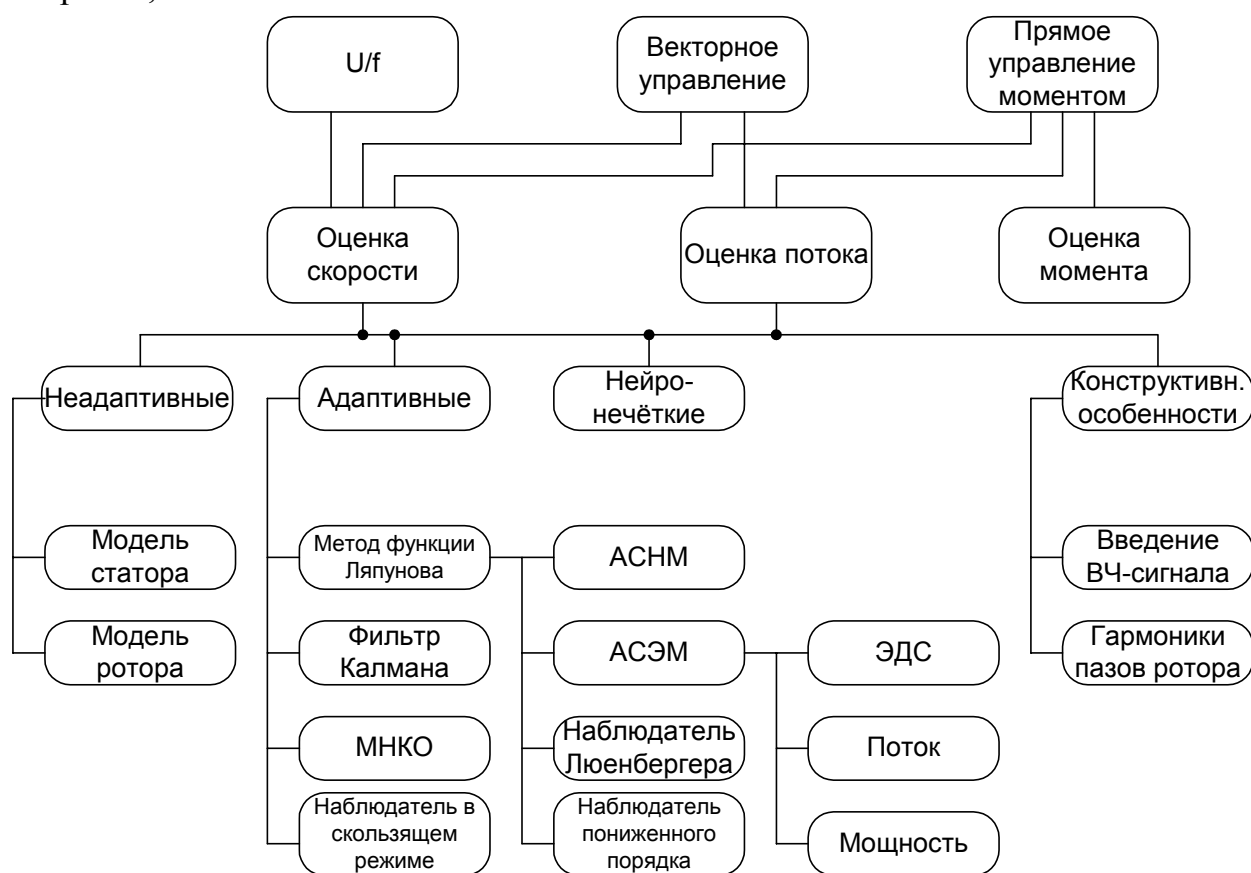 U/f
Векторное
управление
Прямое
управление
моментом
Оценка
скорости
Оценка потока
Оценка
момента
Неадаптивные
Адаптивные
Нейро-
нечёткие
Конструктивн.
особенности
Модель
статора
Метод функции
Ляпунова
АСНМ
Введение
ВЧ-сигнала
Модель
ротора
Фильтр
Калмана
АСЭМ
ЭДС
Гармоники
пазов ротора
МНКО
Наблюдатель
Люенбергера
Поток
Наблюдатель в
скользящем
режиме
Наблюдатель
пониженного
порядка
Мощность